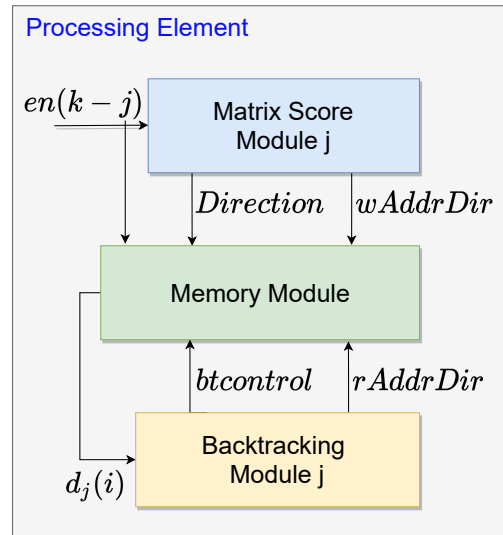 Processing Element
en(k − j)
Matrix Score
Module j
Direction wAddrDir
Memory Module
btcontrol rAddrDir
Backtracking
Module j
d_j(i)